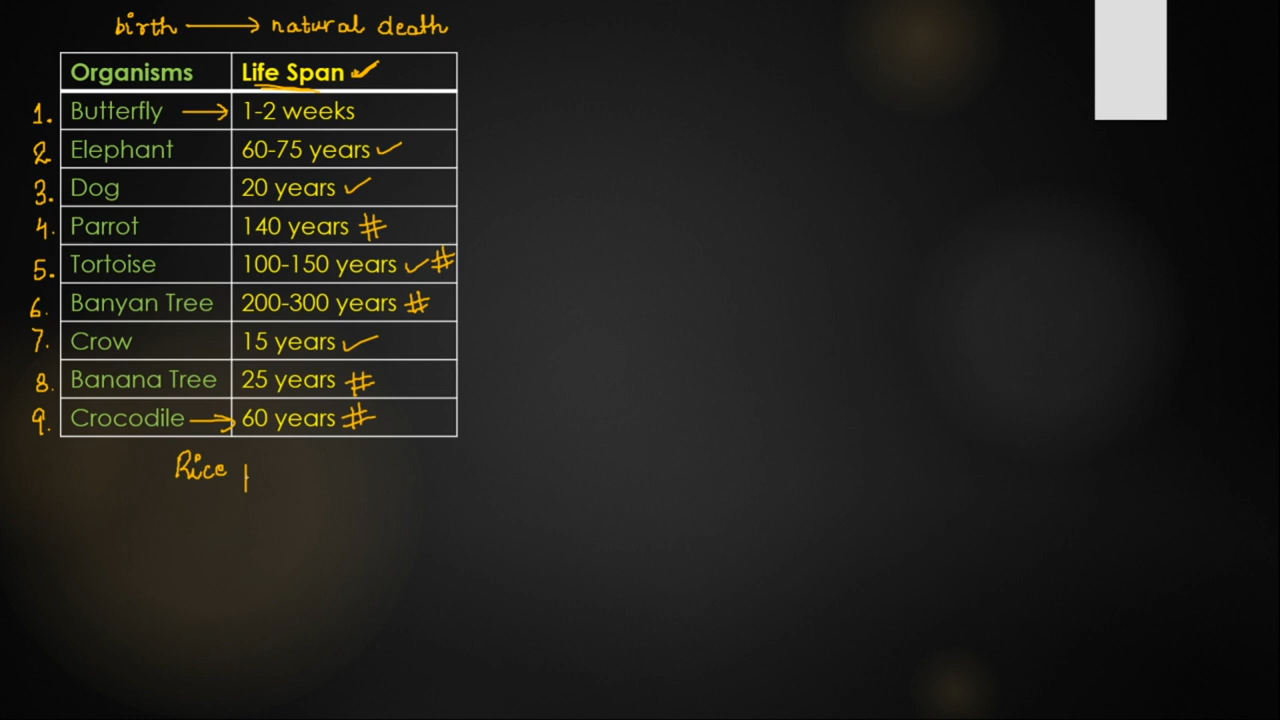 birth → natural death
Organisms Life Span ✓
1. Butterfly → 1-2 weeks
2 Elephant 60-75 years ✓
3. Dog 20 years ✓
4. Parrot 140 years #
5. Tortoise 100-150 years ✓ #
6. Banyan Tree 200-300 years #
7. Crow 15 years ✓
8. Banana Tree 25 years #
9. Crocodile → 60 years #
Rice